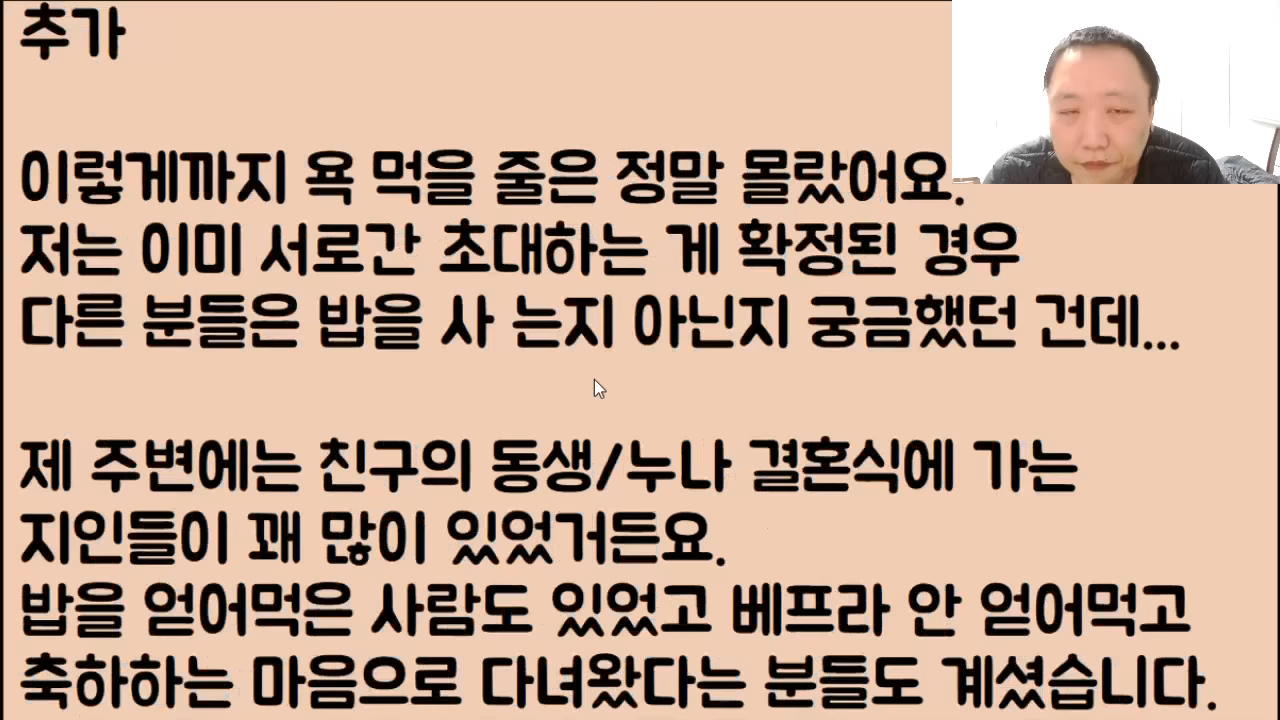 추가
이렇게까지 욕 먹을 줄은 정말 몰랐어요.
저는 이미 서로간 초대하는 게 확정된 경우
다른 분들은 밥을 사 는지 아닌지 궁금했던 건데...
제 주변에는 친구의 동생/누나 결혼식에 가는
지인들이 꽤 많이 있었거든요.
밥을 얻어먹은 사람도 있었고 베프라 안 얻어먹고
축하하는 마음으로 다녀왔다는 분들도 계셨습니다.